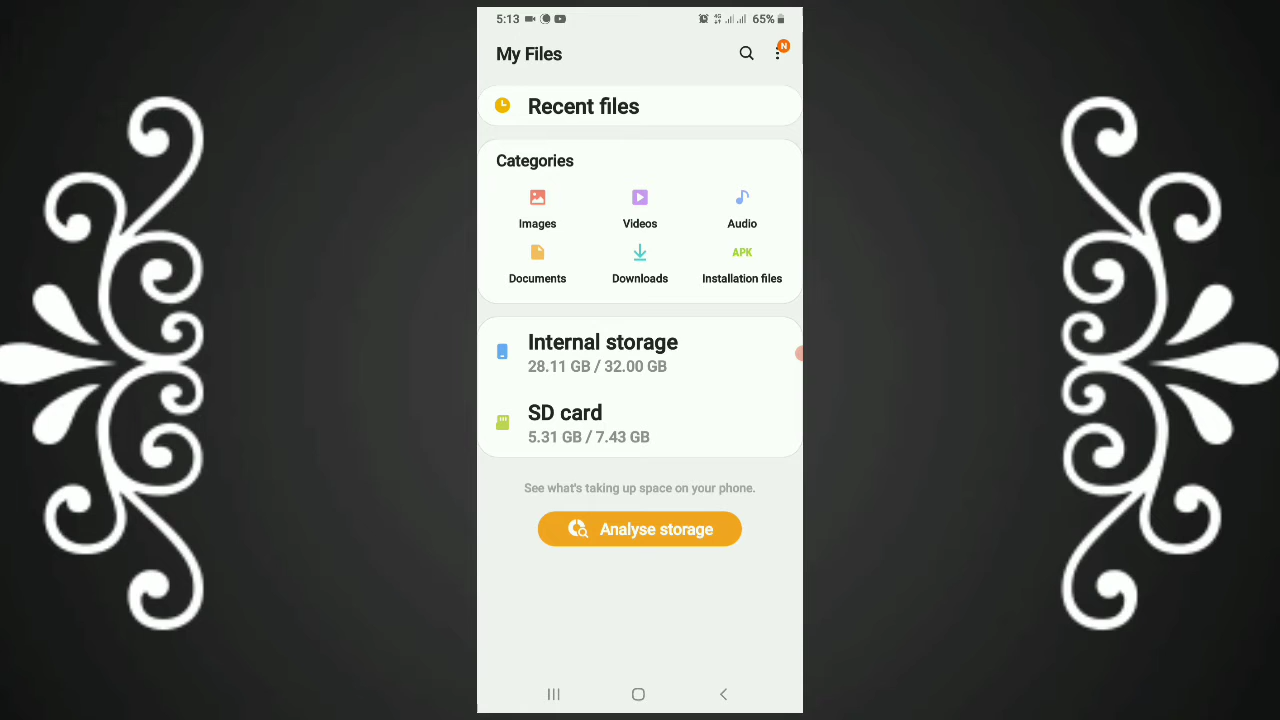 5:13
4G
65%
My Files
N
Recent files
Categories
Images
Videos
Audio
Documents
Downloads
APK
Installation files
Internal storage
28.11 GB / 32.00 GB
SD card
5.31 GB / 7.43 GB
See what's taking up space on your phone.
Analyse storage